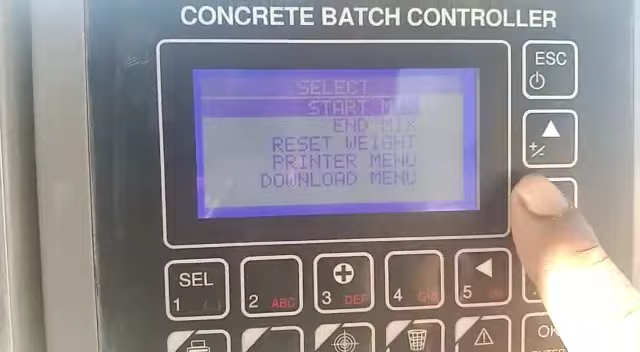 CONCRETE BATCH CONTROLLER
SELECT
START M
END MIX
RESET WEIGHT
PRINTER MENU
DOWNLOAD MENU
ESC
+/-
SEL
1
2 ABC
3 DEF
4 GHI
5
OK